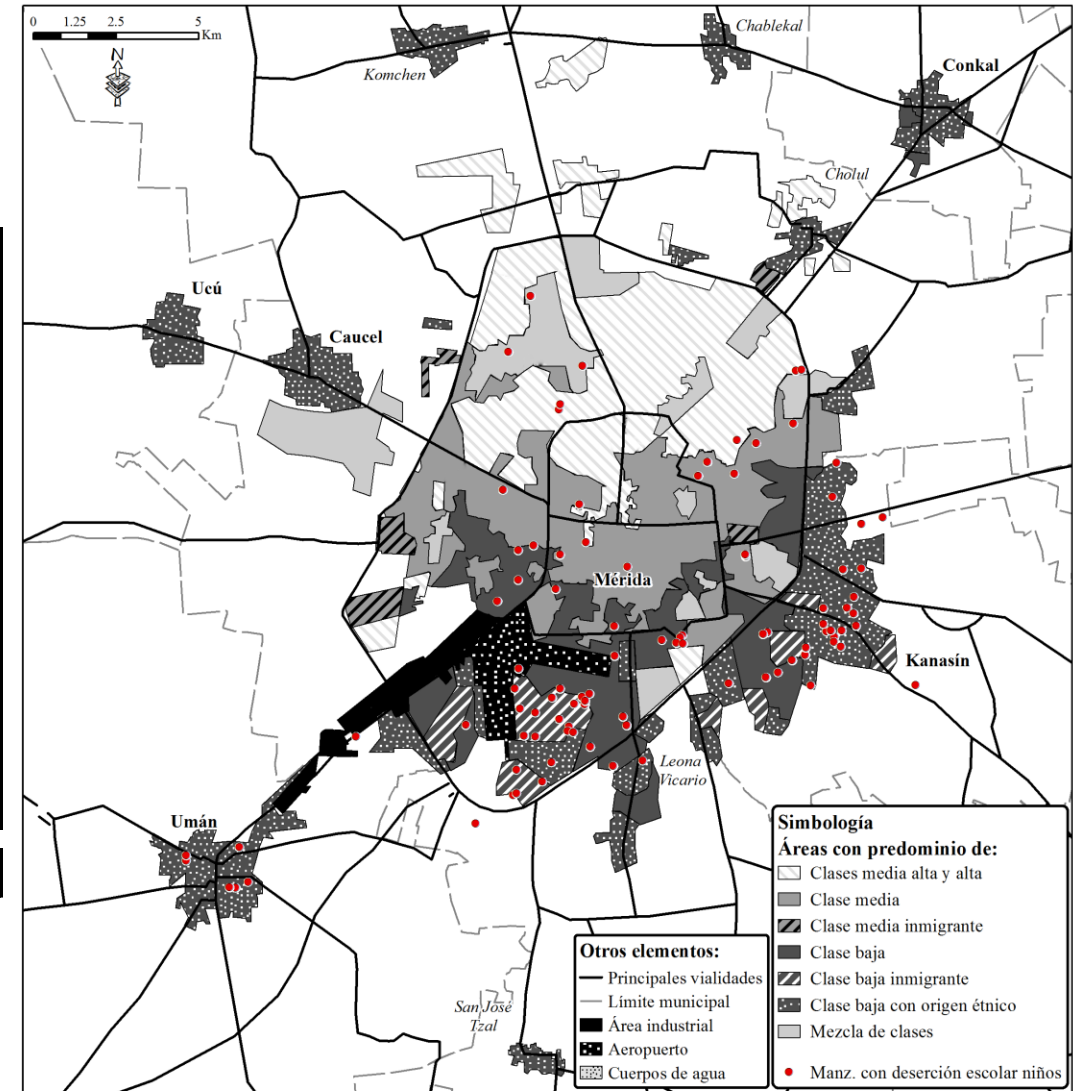 0 1.25 2.5 5
Km
N
Komchen
Chablekal
Conkal
Cholul
Ucú
Caucel
Mérida
Kanasín
Leona
Vicario
Umán
San José
Tzal
Otros elementos:
Principales vialidades
Límite municipal
Área industrial
Aeropuerto
Cuerpos de agua
Simbología
Áreas con predominio de:
Clases media alta y alta
Clase media
Clase media inmigrante
Clase baja
Clase baja inmigrante
Clase baja con origen étnico
Mezcla de clases
Manz. con deserción escolar niños